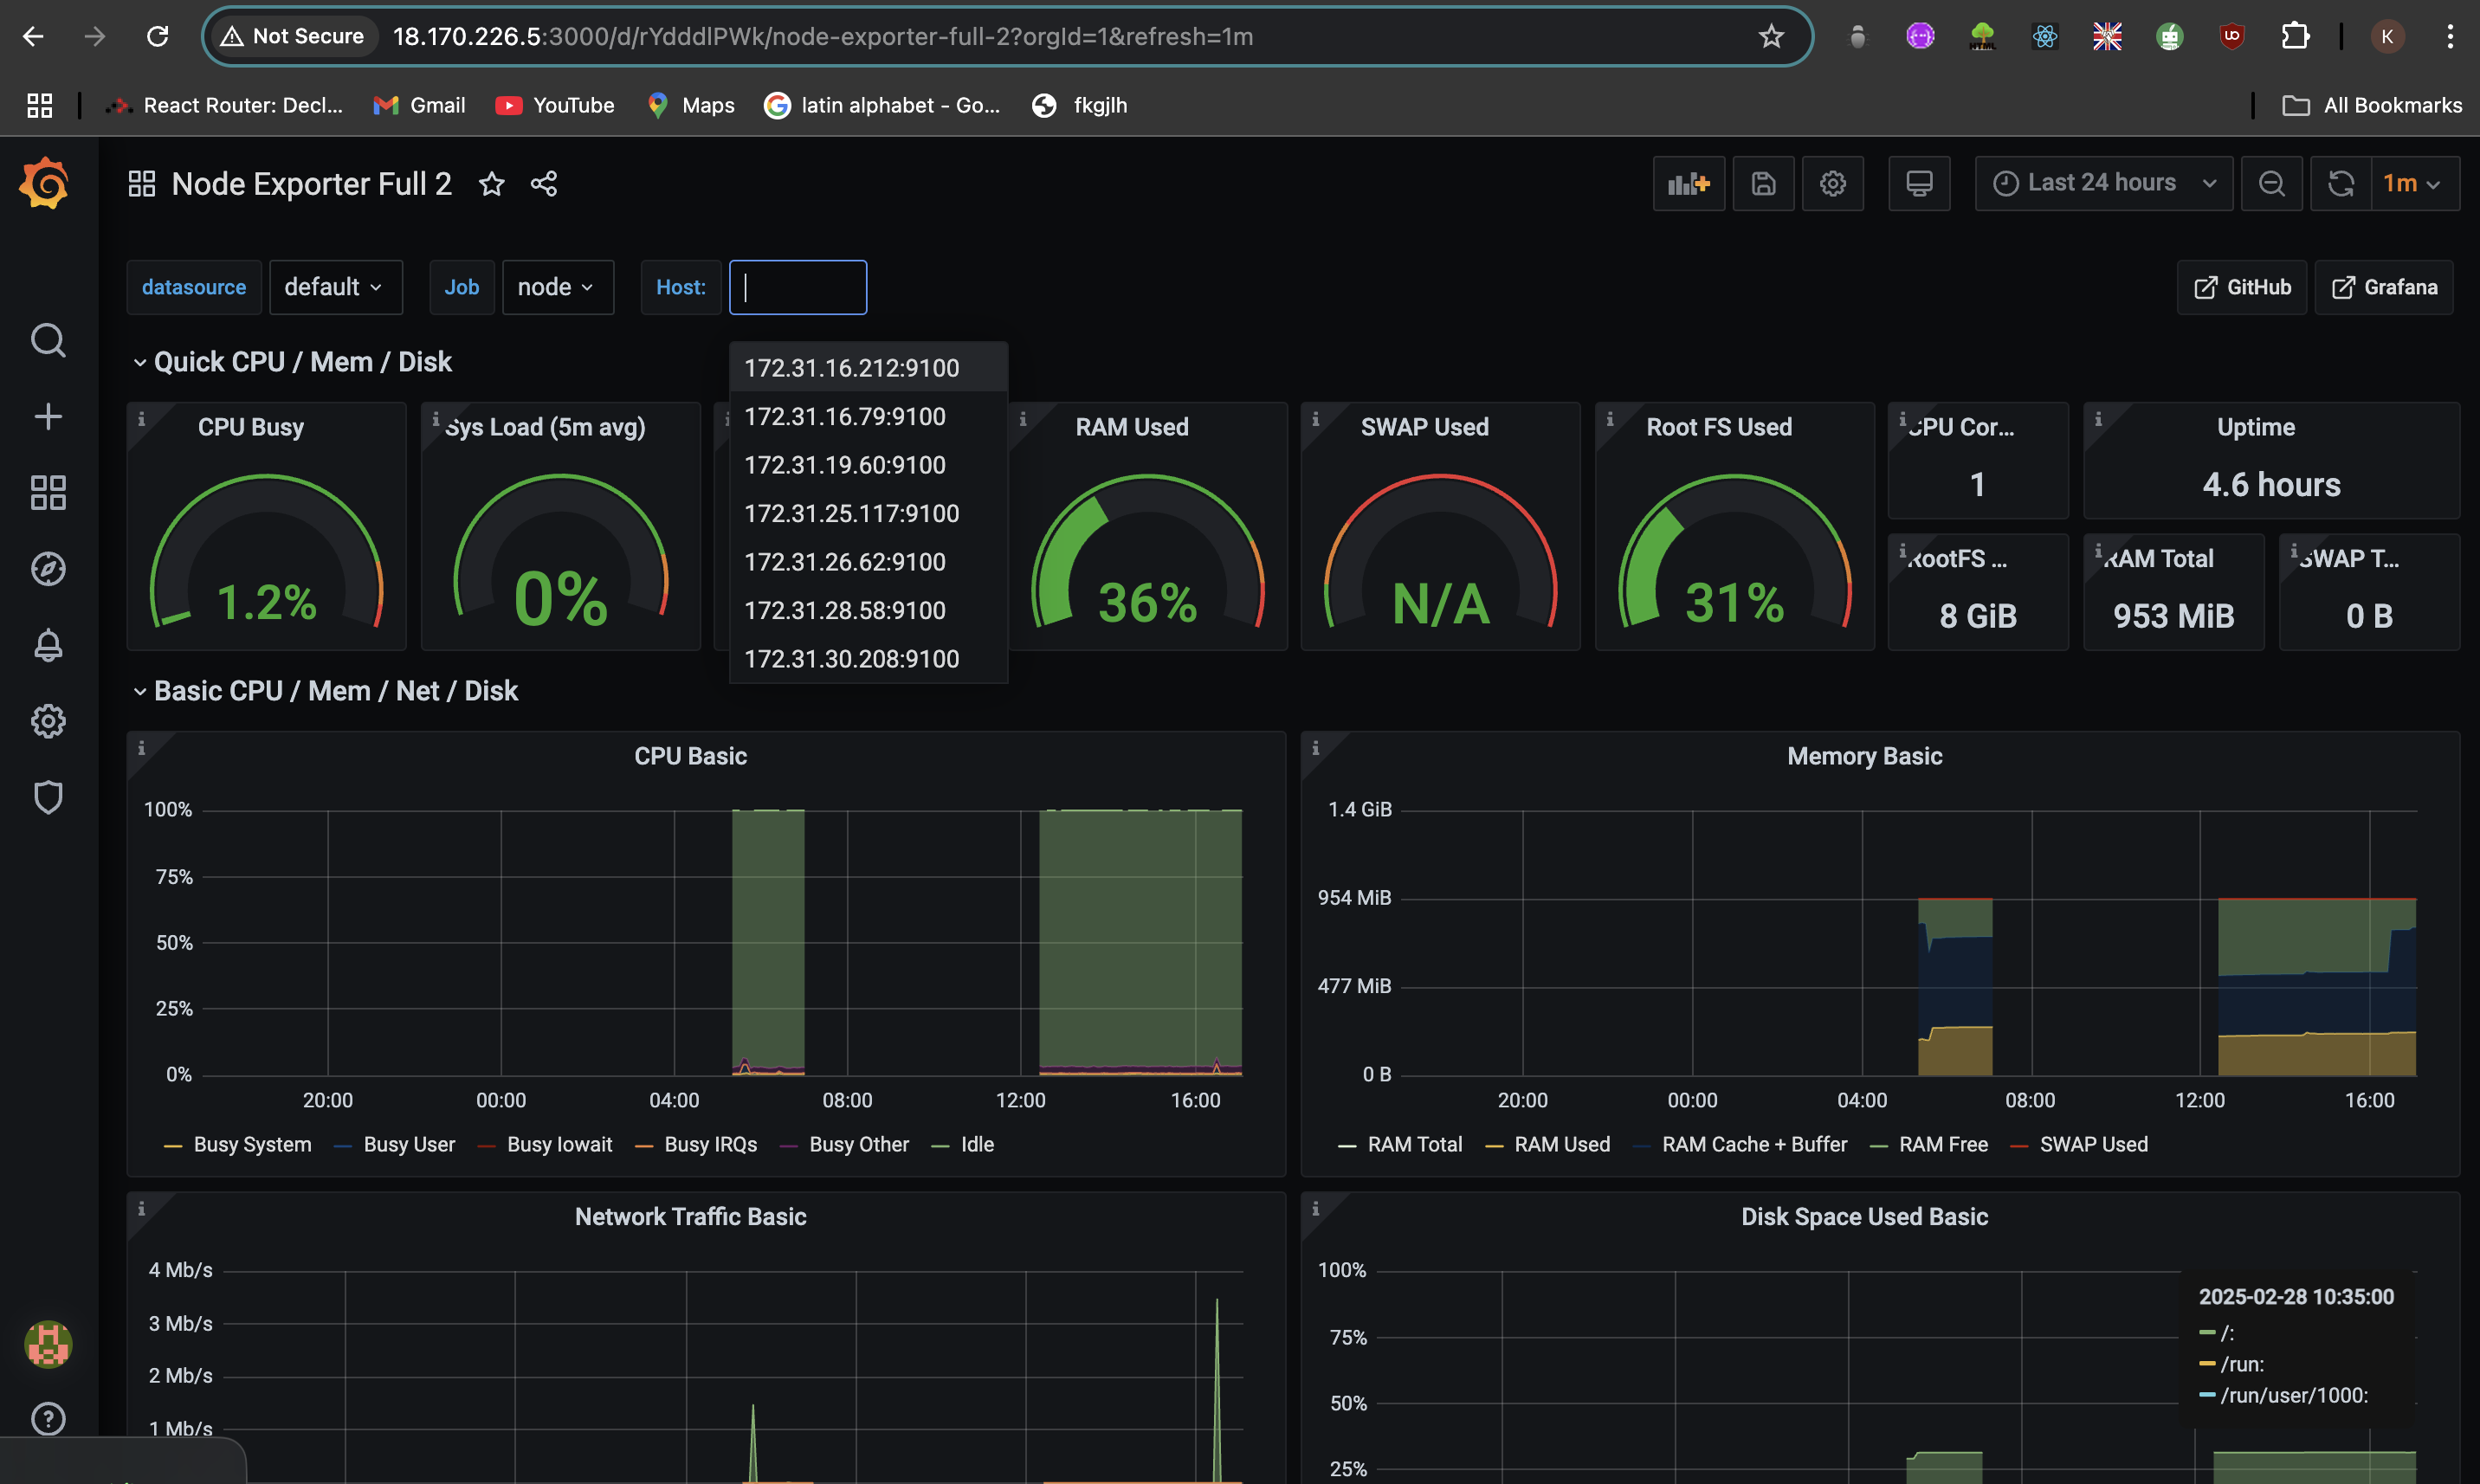 Not Secure 18.170.226.5:3000/d/rYdddlPWk/node-exporter-full-2?orgId=1&refresh=1m
K
React Router: Decl... Gmail YouTube Maps latin alphabet - Go... fkgjlh All Bookmarks
Node Exporter Full 2 Last 24 hours 1m
datasource default Job node Host: GitHub Grafana
Quick CPU / Mem / Disk
172.31.16.212:9100
172.31.16.79:9100
172.31.19.60:9100
172.31.25.117:9100
172.31.26.62:9100
172.31.28.58:9100
172.31.30.208:9100
CPU Busy
1.2%
Sys Load (5m avg)
0%
RAM Used
36%
SWAP Used
N/A
Root FS Used
31%
CPU Cor...
1
Uptime
4.6 hours
RootFS ...
8 GiB
RAM Total
953 MiB
SWAP T...
0 B
Basic CPU / Mem / Net / Disk
CPU Basic
100%
75%
50%
25%
0%
20:00 00:00 04:00 08:00 12:00 16:00
Busy System Busy User Busy Iowait Busy IRQs Busy Other Idle
Memory Basic
1.4 GiB
954 MiB
477 MiB
0 B
20:00 00:00 04:00 08:00 12:00 16:00
RAM Total RAM Used RAM Cache + Buffer RAM Free SWAP Used
Network Traffic Basic
4 Mb/s
3 Mb/s
2 Mb/s
1 Mb/s
Disk Space Used Basic
100%
75%
50%
25%
2025-02-28 10:35:00
/:
/run:
/run/user/1000: